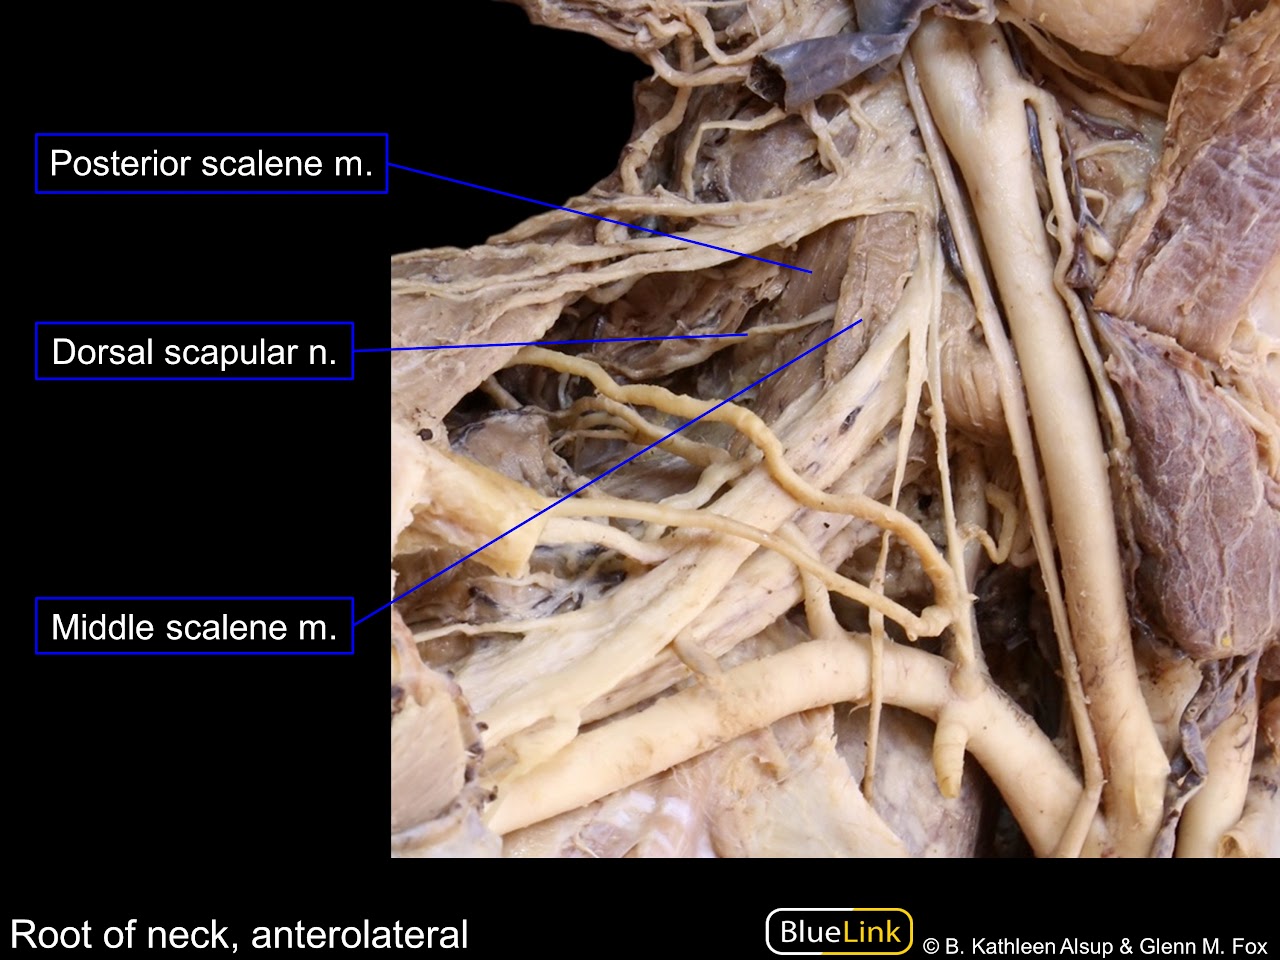 Posterior scalene m.
Dorsal scapular n.
Middle scalene m.
Root of neck, anterolateral
BlueLink
© B. Kathleen Alsup & Glenn M. Fox